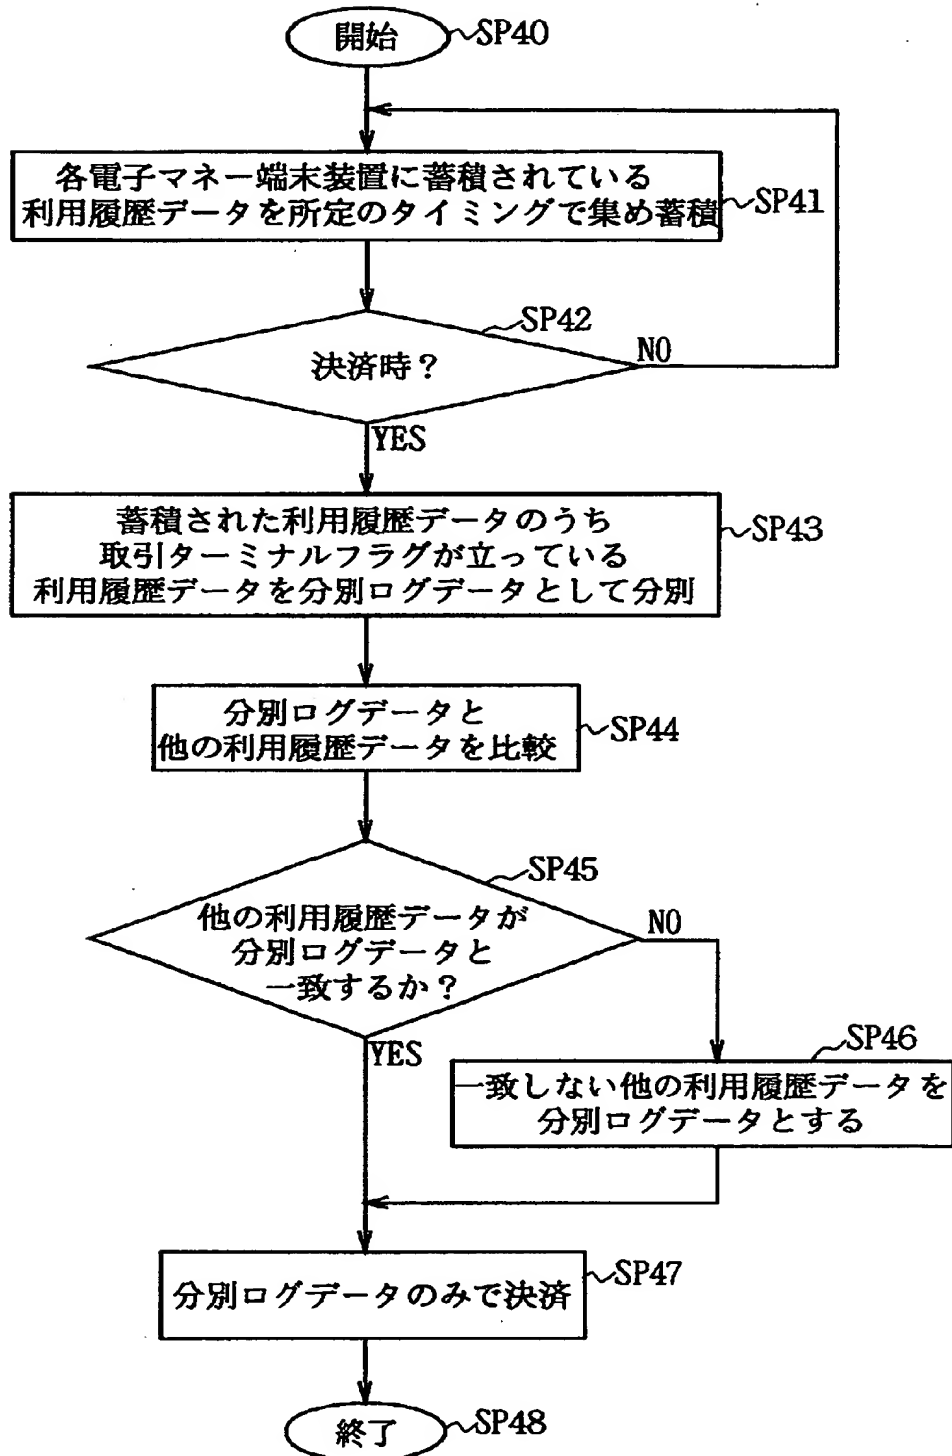 開始
SP40
各電子マネー端末装置に蓄積されている
利用履歴データを所定のタイミングで集め蓄積
SP41
SP42
決済時？
NO
YES
蓄積された利用履歴データのうち
取引ターミナルフラグが立っている
利用履歴データを分別ログデータとして分別
SP43
分別ログデータと
他の利用履歴データを比較
SP44
SP45
他の利用履歴データが
分別ログデータと
一致するか？
NO
YES
SP46
一致しない他の利用履歴データを
分別ログデータとする
分別ログデータのみで決済
SP47
終了
SP48